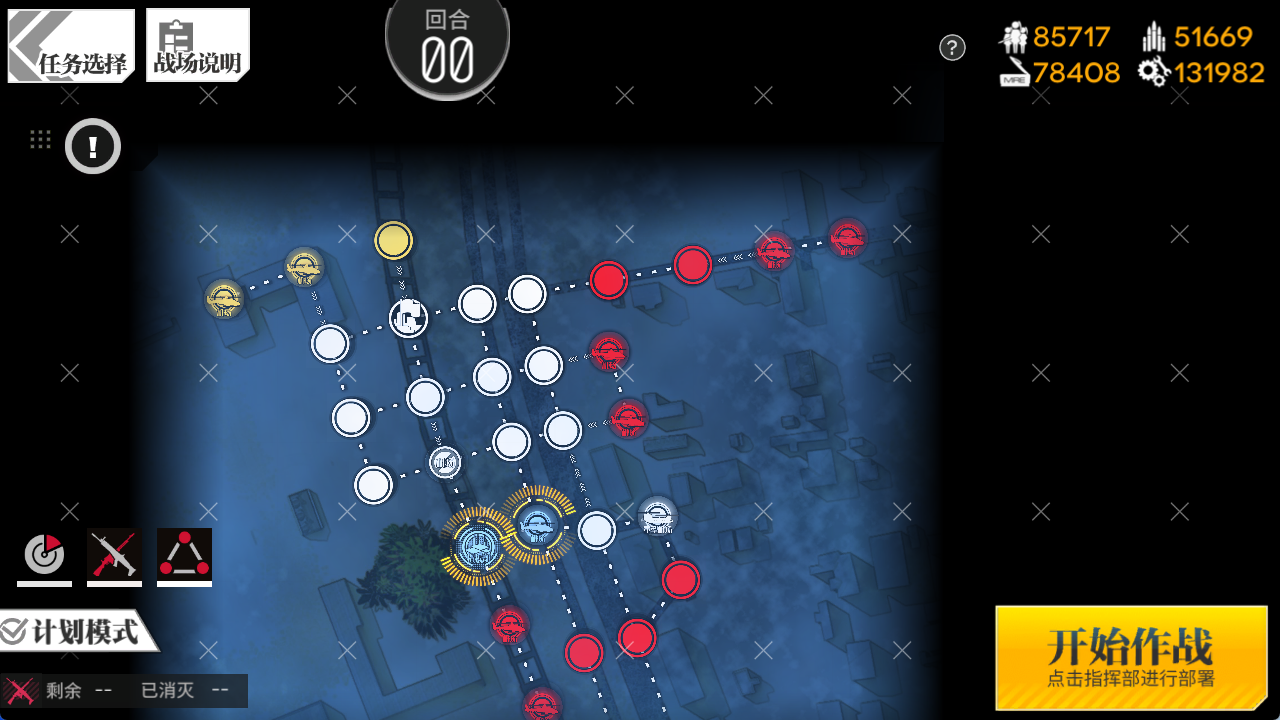 任务选择
战场说明
回合
00
?
85717
51669
MRE
78408
131982
!
计划模式
剩余 --
已消灭 --
开始作战
点击指挥部进行部署